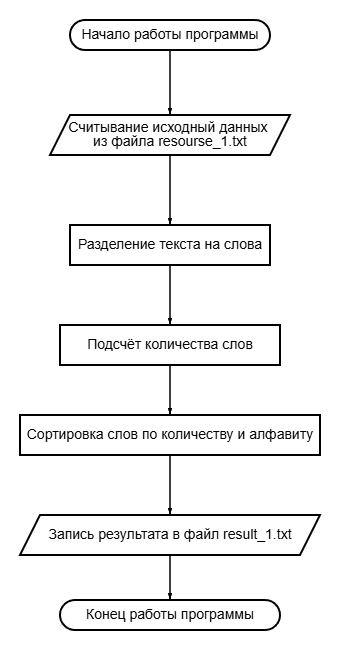 Начало работы программы
Считывание исходный данных
из файла resourse_1.txt
Разделение текста на слова
Подсчёт количества слов
Сортировка слов по количеству и алфавиту
Запись результата в файл result_1.txt
Конец работы программы